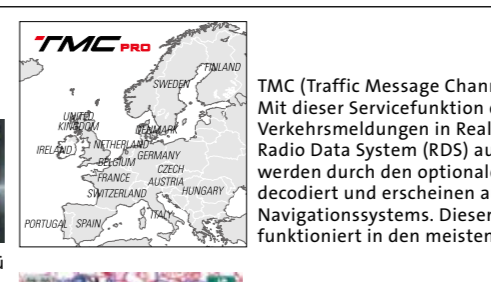 TMC PRO
FINLAND
SWEDEN
UNITED
KINGDOM
DENMARK
IRELAND
NETHERLAND
BELGIUM
GERMANY
FRANCE
CZECH
SWITZERLAND
AUSTRIA
HUNGARY
PORTUGAL
SPAIN
ITALY
TMC (Traffic Message Chann
Mit dieser Servicefunktion
Verkehrsmeldungen in Real
Radio Data System (RDS) au
werden durch den optional
decodiert und erscheinen a
Navigationssystems. Dieser
funktioniert in den meisten
ü